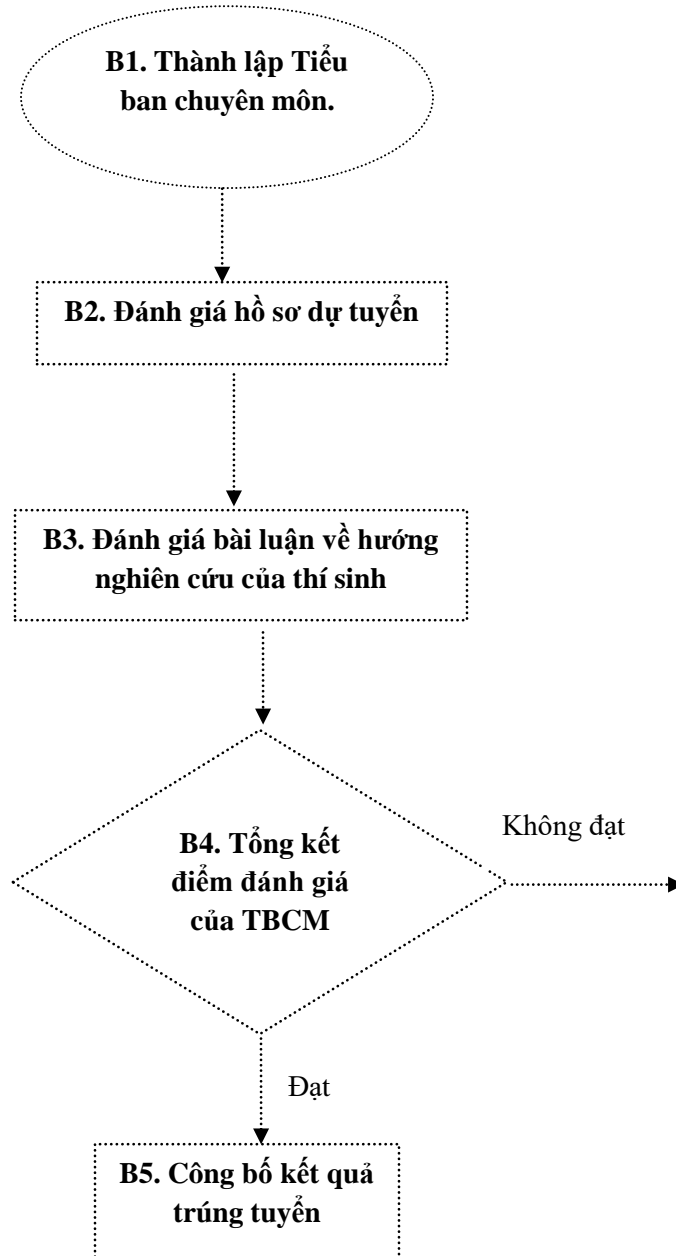 B1. Thành lập Tiểu
ban chuyên môn.
B2. Đánh giá hồ sơ dự tuyển
B3. Đánh giá bài luận về hướng
nghiên cứu của thí sinh
B4. Tổng kết
điểm đánh giá
của TBCM
Không đạt
Đạt
B5. Công bố kết quả
trúng tuyển